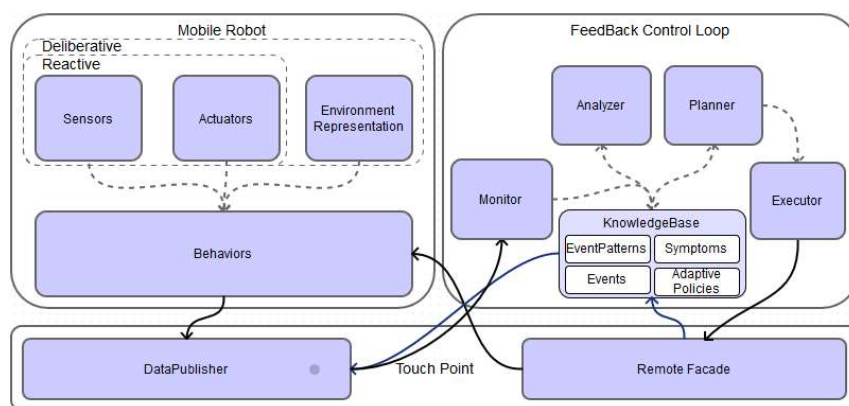 Mobile Robot
Deliberative
Reactive
Sensors
Actuators
Environment
Representation
Behaviors
FeedBack Control Loop
Analyzer
Planner
Monitor
Executor
KnowledgeBase
EventPatterns
Symptoms
Events
Adaptive
Policies
DataPublisher
Touch Point
Remote Facade